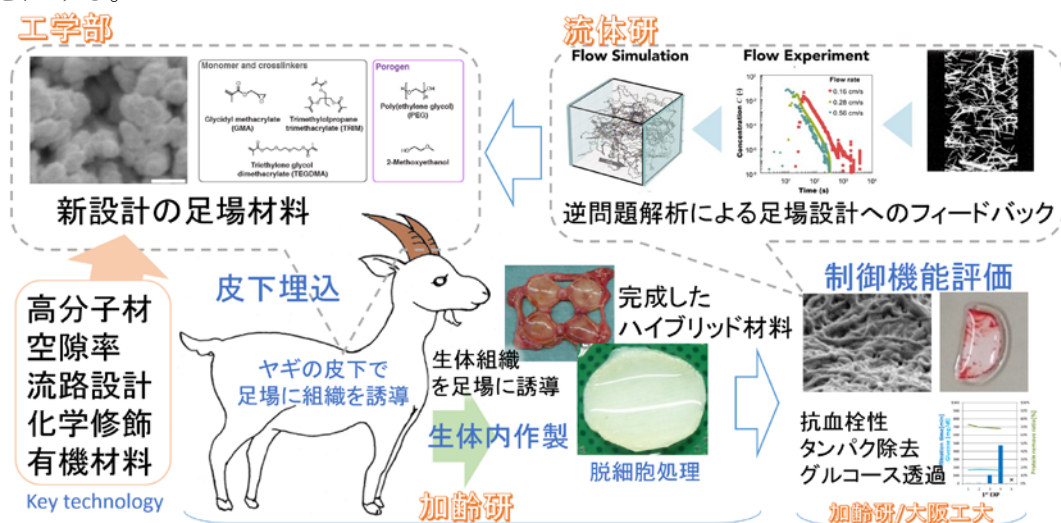 工学部
Monomer and crosslinkers
Glycidyl methacrylate
(GMA)
Trimethylolpropane
trimethacrylate (TRIM)
Triethylene glycol
dimethacrylate (TEGDMA)
Porogen
Poly(ethylene glycol)
(PEG)
2-Methoxyethanol
新設計の足場材料
流体研
Flow Simulation
Flow Experiment
Flow rate
0.16 cm/s
0.28 cm/s
0.56 cm/s
Concentration C (-)
Time (s)
逆問題解析による足場設計へのフィードバック
高分子材
空隙率
流路設計
化学修飾
有機材料
Key technology
皮下埋込
ヤギの皮下で
足場に組織を誘導
生体組織
を足場に誘導
生体内作製
完成した
ハイブリッド材料
脱細胞処理
加齢研
制御機能評価
抗血栓性
タンパク除去
グルコース透過
1st EXP
加齢研/大阪工大